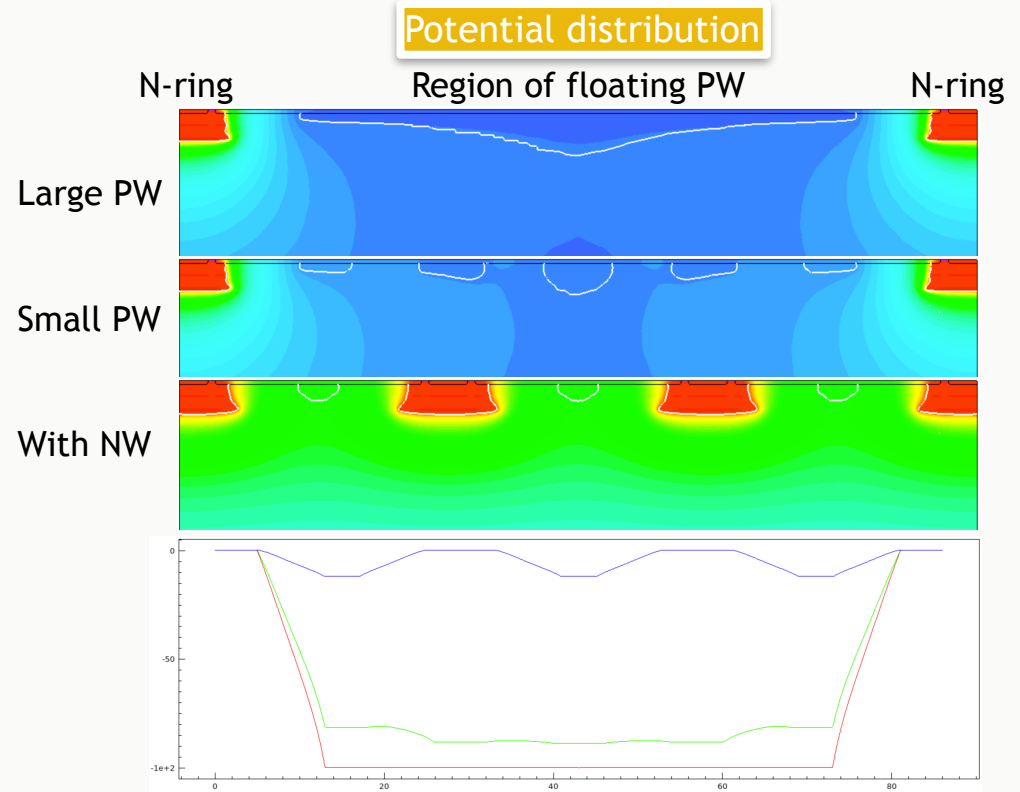 Potential distribution
N-ring
Region of floating PW
N-ring
Large PW
Small PW
With NW
0
-50
-1e+2
0
20
40
60
80